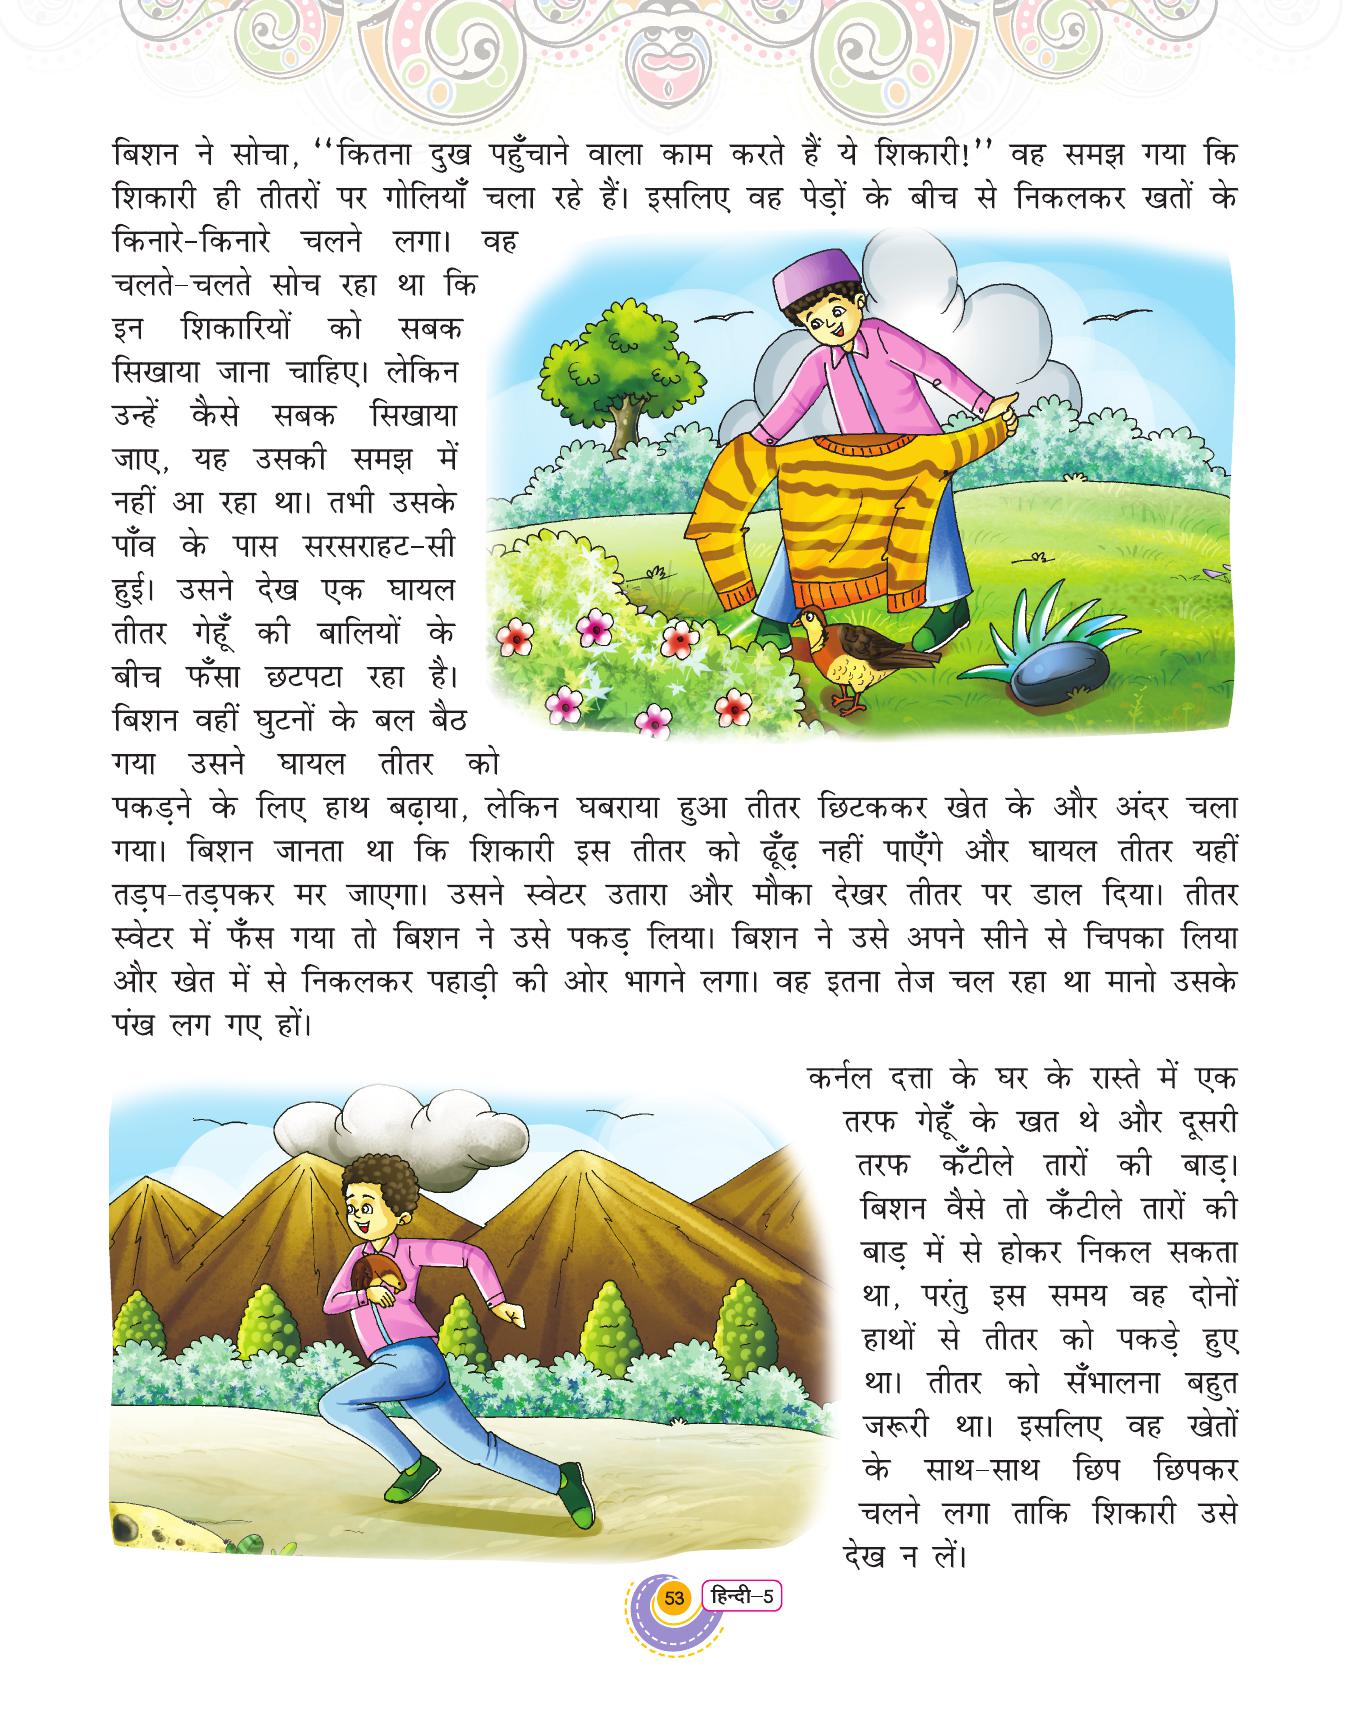 बिशन ने सोचा, ‘‘कितना दुख पहुँचाने वाला काम करते हैं ये शिकारी!’’ वह समझ गया कि
शिकारी ही तीतरों पर गोलियाँ चला रहे हैं। इसलिए वह पेड़ों के बीच से निकलकर खतों के
किनारे-किनारे चलने लगा। वह
चलते-चलते सोच रहा था कि
इन शिकारियों को सबक
सिखाया जाना चाहिए। लेकिन
उन्हें कैसे सबक सिखाया
जाए, यह उसकी समझ में
नहीं आ रहा था। तभी उसके
पाँव के पास सरसराहट-सी
हुई। उसने देख एक घायल
तीतर गेहूँ की बालियों के
बीच फँसा छटपटा रहा है।
बिशन वहीं घुटनों के बल बैठ
गया उसने घायल तीतर को
पकड़ने के लिए हाथ बढ़ाया, लेकिन घबराया हुआ तीतर छिटककर खेत के और अंदर चला
गया। बिशन जानता था कि शिकारी इस तीतर को ढूँढ़ नहीं पाएँगे और घायल तीतर यहीं
तड़प-तड़पकर मर जाएगा। उसने स्वेटर उतारा और मौका देखर तीतर पर डाल दिया। तीतर
स्वेटर में फँस गया तो बिशन ने उसे पकड़ लिया। बिशन ने उसे अपने सीने से चिपका लिया
और खेत में से निकलकर पहाड़ी की ओर भागने लगा। वह इतना तेज चल रहा था मानो उसके
पंख लग गए हों।
कर्नल दत्ता के घर के रास्ते में एक
तरफ गेहूँ के खत थे और दूसरी
तरफ कँटीले तारों की बाड़।
बिशन वैसे तो कँटीले तारों की
बाड़ में से होकर निकल सकता
था, परंतु इस समय वह दोनों
हाथों से तीतर को पकड़े हुए
था। तीतर को सँभालना बहुत
जरूरी था। इसलिए वह खेतों
के साथ-साथ छिप छिपकर
चलने लगा ताकि शिकारी उसे
देख न लें।
53 हिन्दी-5